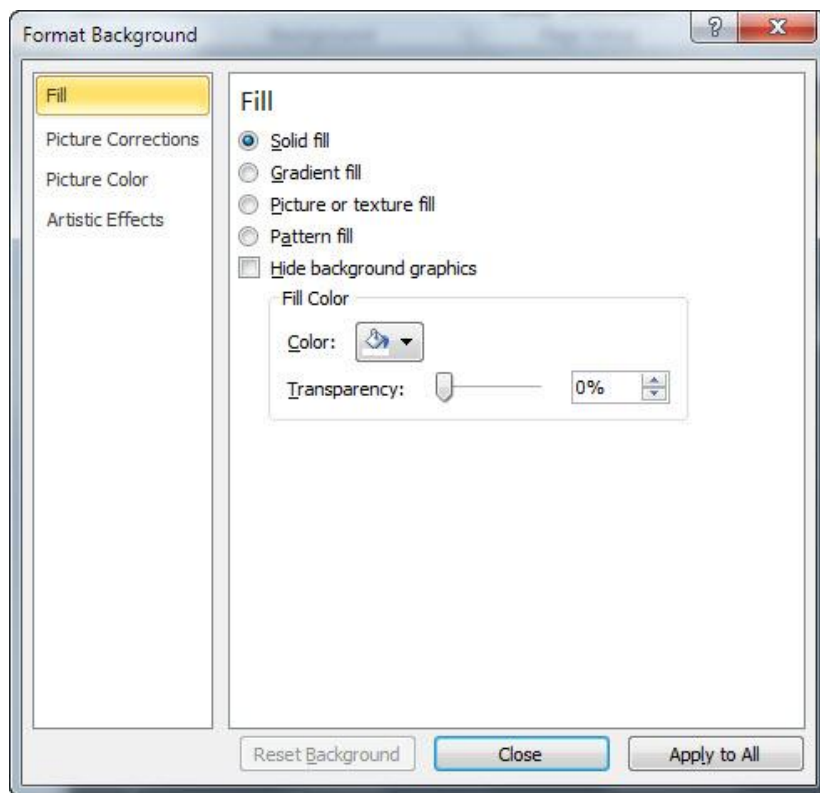 Format Background
Fill
Picture Corrections
Picture Color
Artistic Effects
Fill
Solid fill
Gradient fill
Picture or texture fill
Pattern fill
Hide background graphics
Fill Color
Color:
Transparency: 0%
Reset Background Close Apply to All